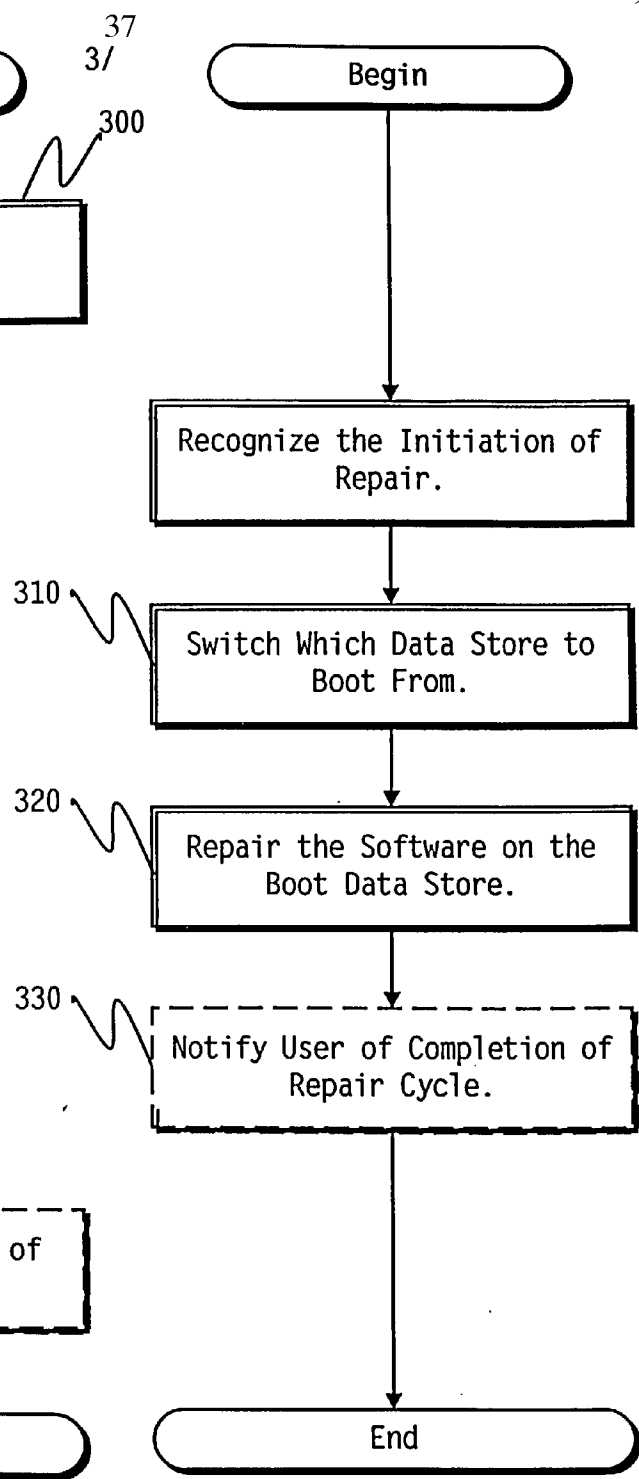 37
3/
Begin
300
Recognize the Initiation of
Repair.
310
Switch Which Data Store to
Boot From.
320
Repair the Software on the
Boot Data Store.
330
Notify User of Completion of
Repair Cycle.
of
End